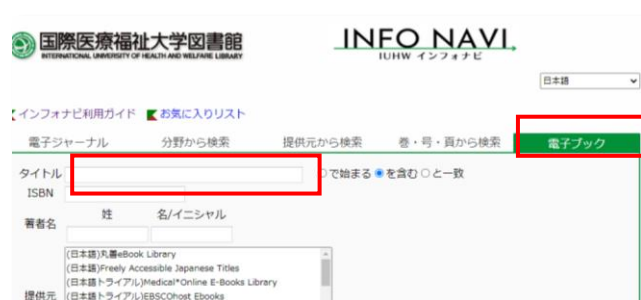 国際医療福祉大学図書館
INTERNATIONAL UNIVERSITY OF HEALTH AND WELFARE LIBRARY
INFO NAVI
IUHW インフォナビ
日本語
インフォナビ利用ガイド お気に入りリスト
電子ジャーナル 分野から検索 提供元から検索 巻・号・頁から検索 電子ブック
タイトル で始まる を含む と一致
ISBN
著者名 姓 名/イニシャル
(日本語)丸善eBook Library
(日本語)Freely Accessible Japanese Titles
(日本語トライアル)Medical*Online E-Books Library
提供元 (日本語トライアル)EBSCOhost Ebooks